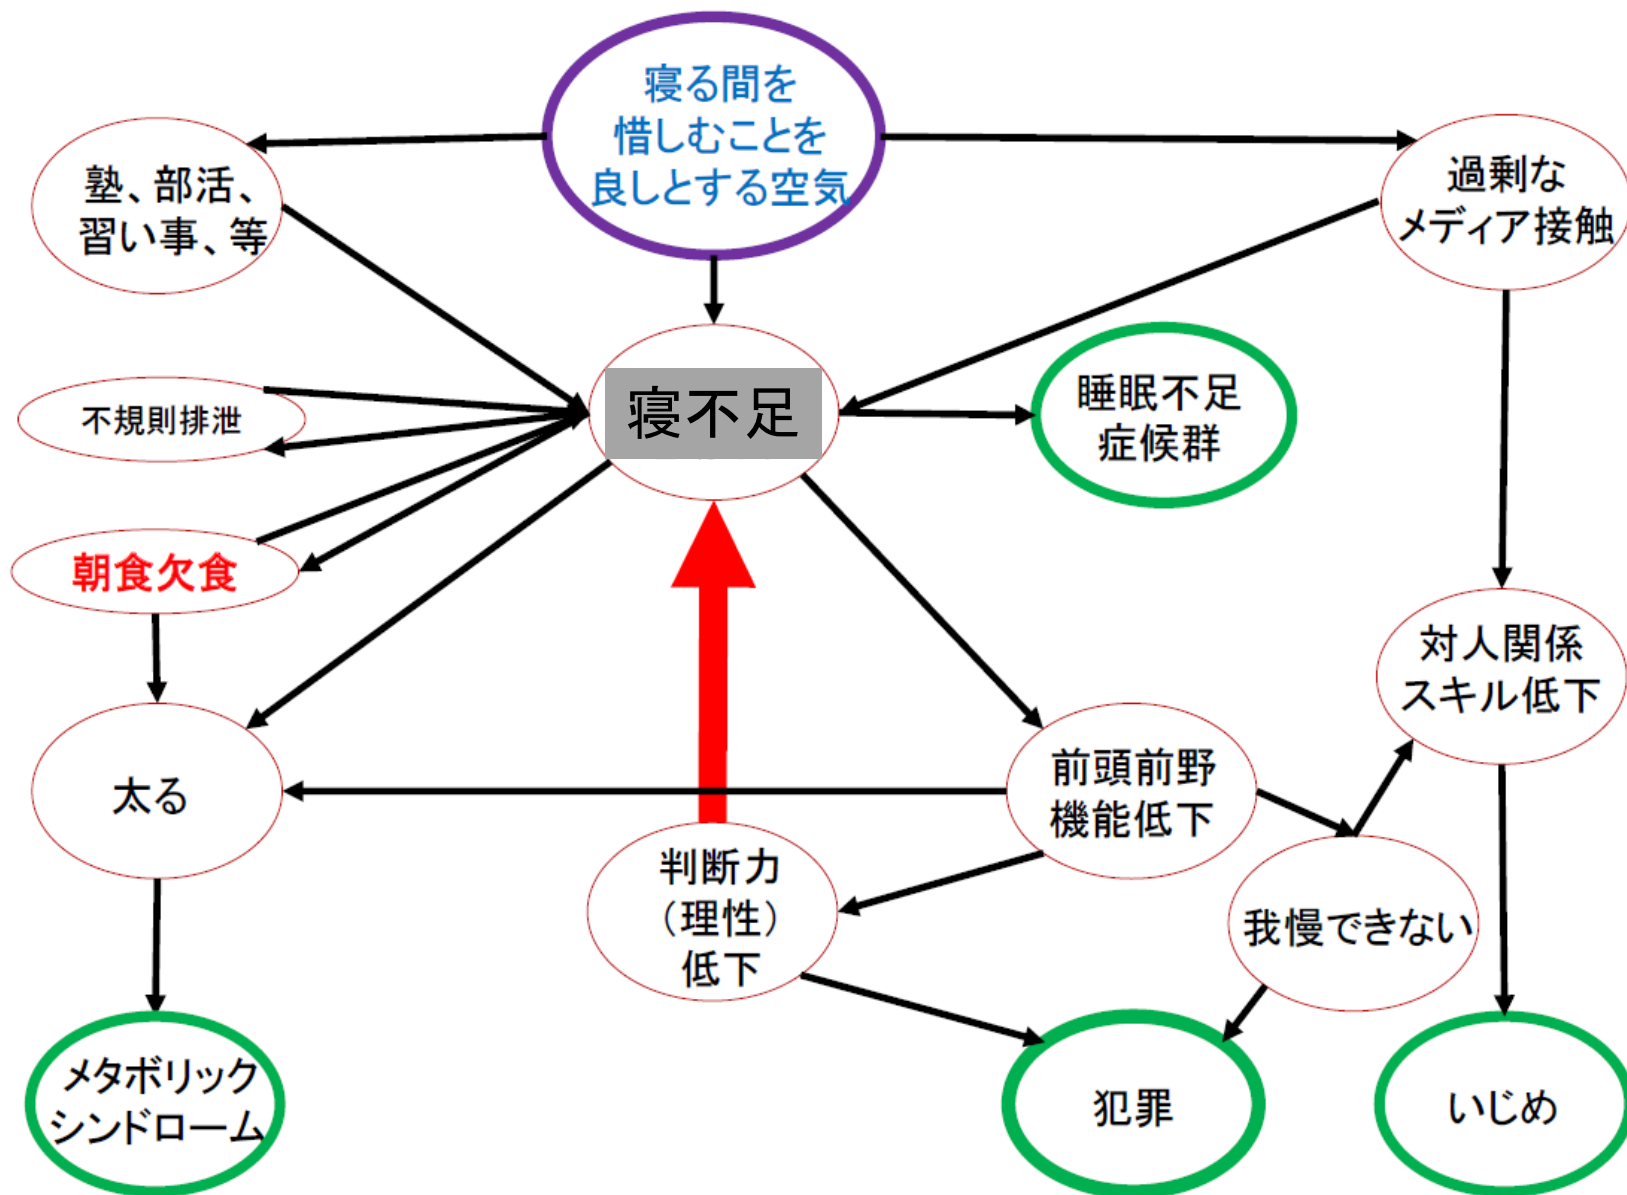 寝る間を
惜しむことを
良しとする空気
塾、部活、
習い事、等
過剰な
メディア接触
寝不足
睡眠不足
症候群
不規則排泄
朝食欠食
対人関係
スキル低下
太る
前頭前野
機能低下
判断力
（理性）
低下
我慢できない
メタボリック
シンドローム
犯罪
いじめ